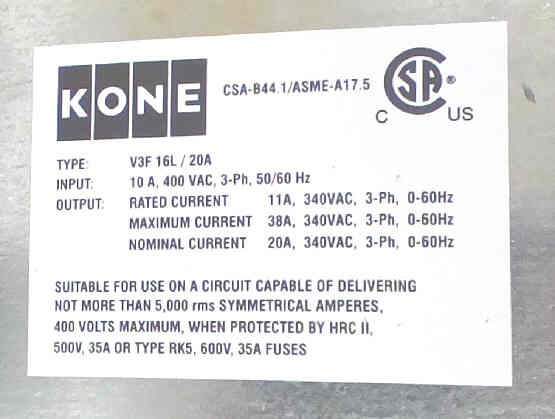 KONE
CSA-B44.1/ASME-A17.5
CSA ®
C US
TYPE: V3F 16L / 20A
INPUT: 10 A, 400 VAC, 3-Ph, 50/60 Hz
OUTPUT: RATED CURRENT 11A, 340VAC, 3-Ph, 0-60Hz
MAXIMUM CURRENT 38A, 340VAC, 3-Ph, 0-60Hz
NOMINAL CURRENT 20A, 340VAC, 3-Ph, 0-60Hz
SUITABLE FOR USE ON A CIRCUIT CAPABLE OF DELIVERING
NOT MORE THAN 5,000 rms SYMMETRICAL AMPERES,
400 VOLTS MAXIMUM, WHEN PROTECTED BY HRC II,
500V, 35A OR TYPE RK5, 600V, 35A FUSES